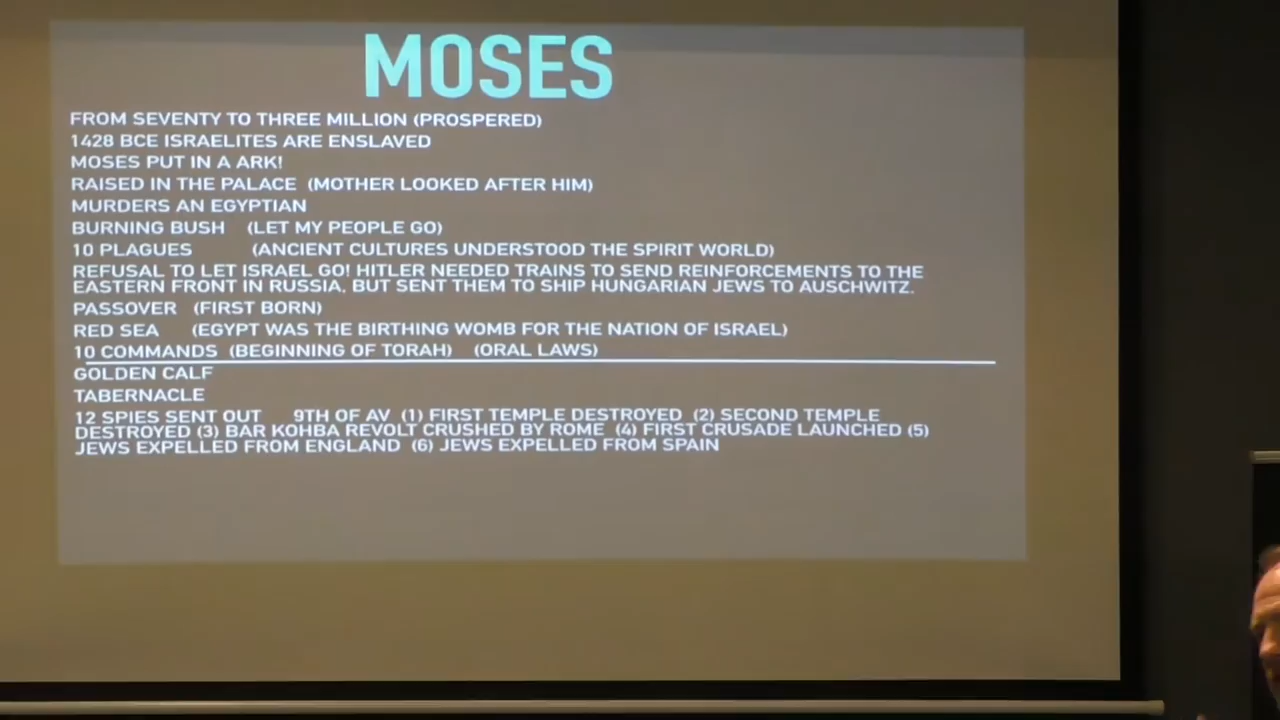 MOSES
FROM SEVENTY TO THREE MILLION (PROSPERED)
1428 BCE ISRAELITES ARE ENSLAVED
MOSES PUT IN A ARK!
RAISED IN THE PALACE (MOTHER LOOKED AFTER HIM)
MURDERS AN EGYPTIAN
BURNING BUSH (LET MY PEOPLE GO)
10 PLAGUES (ANCIENT CULTURES UNDERSTOOD THE SPIRIT WORLD)
REFUSAL TO LET ISRAEL GO! HITLER NEEDED TRAINS TO SEND REINFORCEMENTS TO THE
EASTERN FRONT IN RUSSIA, BUT SENT THEM TO SHIP HUNGARIAN JEWS TO AUSCHWITZ.
PASSOVER (FIRST BORN)
RED SEA (EGYPT WAS THE BIRTHING WOMB FOR THE NATION OF ISRAEL)
10 COMMANDS (BEGINNING OF TORAH) (ORAL LAWS)
GOLDEN CALF
TABERNACLE
12 SPIES SENT OUT 9TH OF AV (1) FIRST TEMPLE DESTROYED (2) SECOND TEMPLE
DESTROYED (3) BAR KOHBA REVOLT CRUSHED BY ROME (4) FIRST CRUSADE LAUNCHED (5)
JEWS EXPELLED FROM ENGLAND (6) JEWS EXPELLED FROM SPAIN